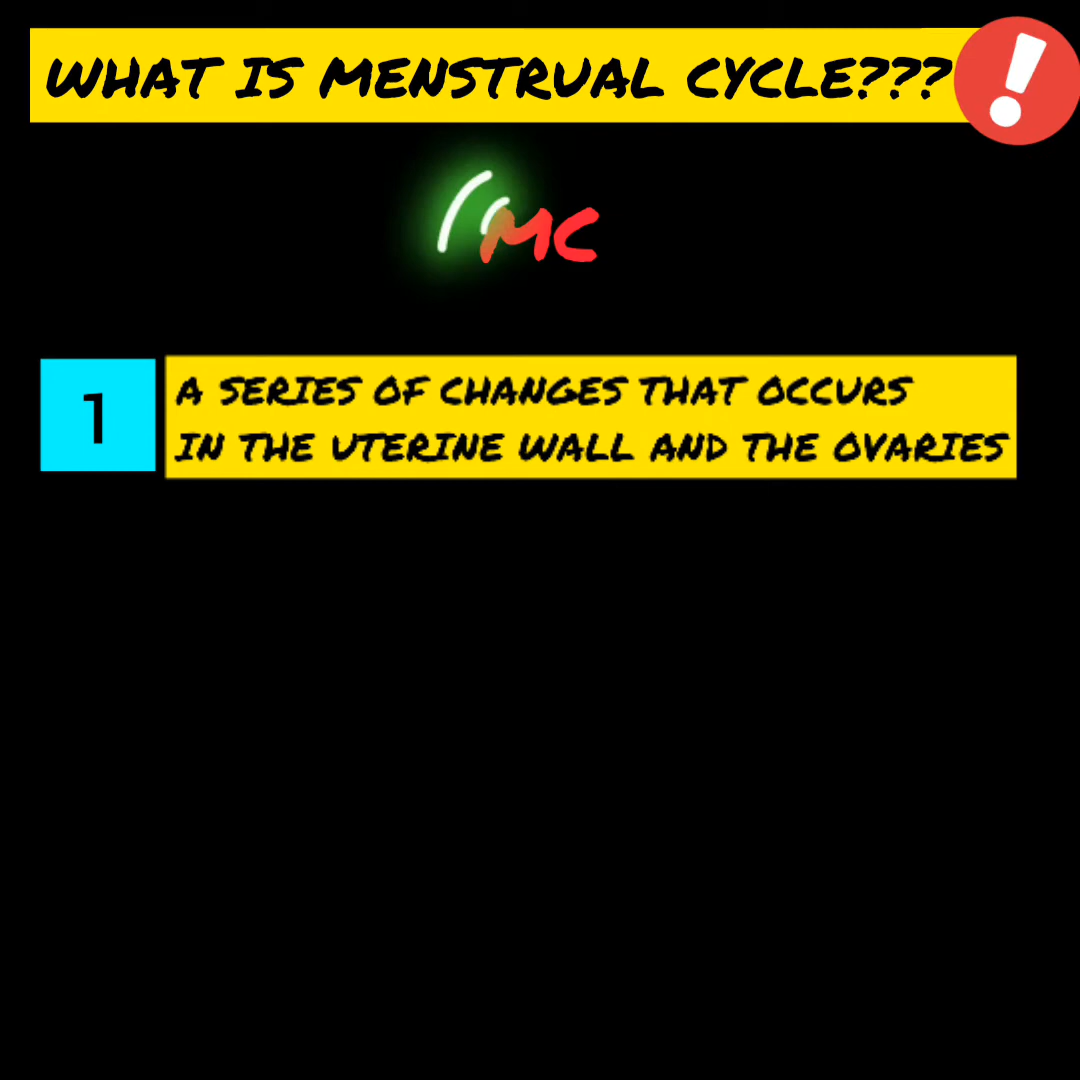 WHAT IS MENSTRUAL CYCLE???
MC
1
A SERIES OF CHANGES THAT OCCURS
IN THE UTERINE WALL AND THE OVARIES